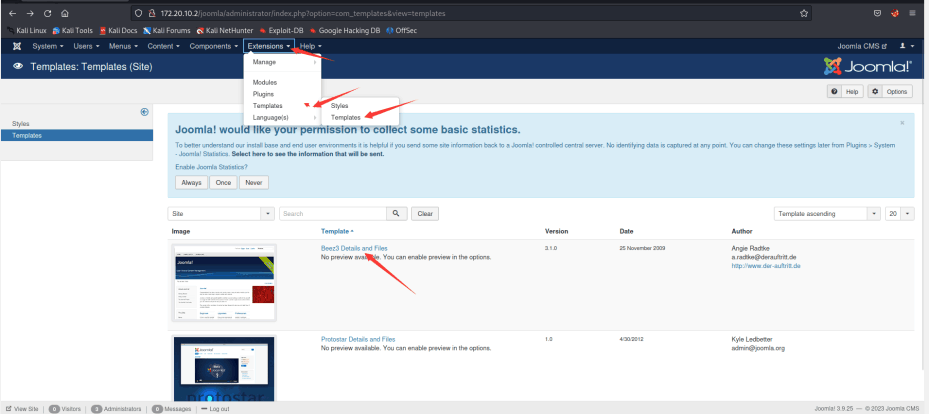 172.20.10.2/joomla/administrator/index.php?option=com_templates&view=templates
Kali Linux Kali Tools Kali Docs Kali Forums Kali NetHunter Exploit-DB Google Hacking DB OffSec
System Users Menus Content Components Extensions Help Joomla CMS
Templates: Templates (Site) Joomla!
Manage
Help Options
Modules
Plugins
Templates Styles
Language(s) Templates
Styles
Templates
Joomla! would like your permission to collect some basic statistics. ×
To better understand our install base and end user environments it is helpful if you send some site information back to a Joomla! controlled central server. No identifying data is captured at any point. You can change these settings later from Plugins > System
- Joomla! Statistics. Select here to see the information that will be sent.
Enable Joomla Statistics?
Always Once Never
Site Search Clear Template ascending 20
Image Template Version Date Author
Beez3 Details and Files 3.1.0 25 November 2009 Angie Radtke
No preview available. You can enable preview in the options. a.radtke@derauftritt.de
http://www.der-auftritt.de
Joomla!
Protostar Details and Files 1.0 4/30/2012 Kyle Ledbetter
No preview available. You can enable preview in the options. admin@joomla.org
Joomla!
protostar
View Site 0 Visitors 3 Administrators 0 Messages Log out Joomla! 3.9.25 — © 2023 Joomla CMS